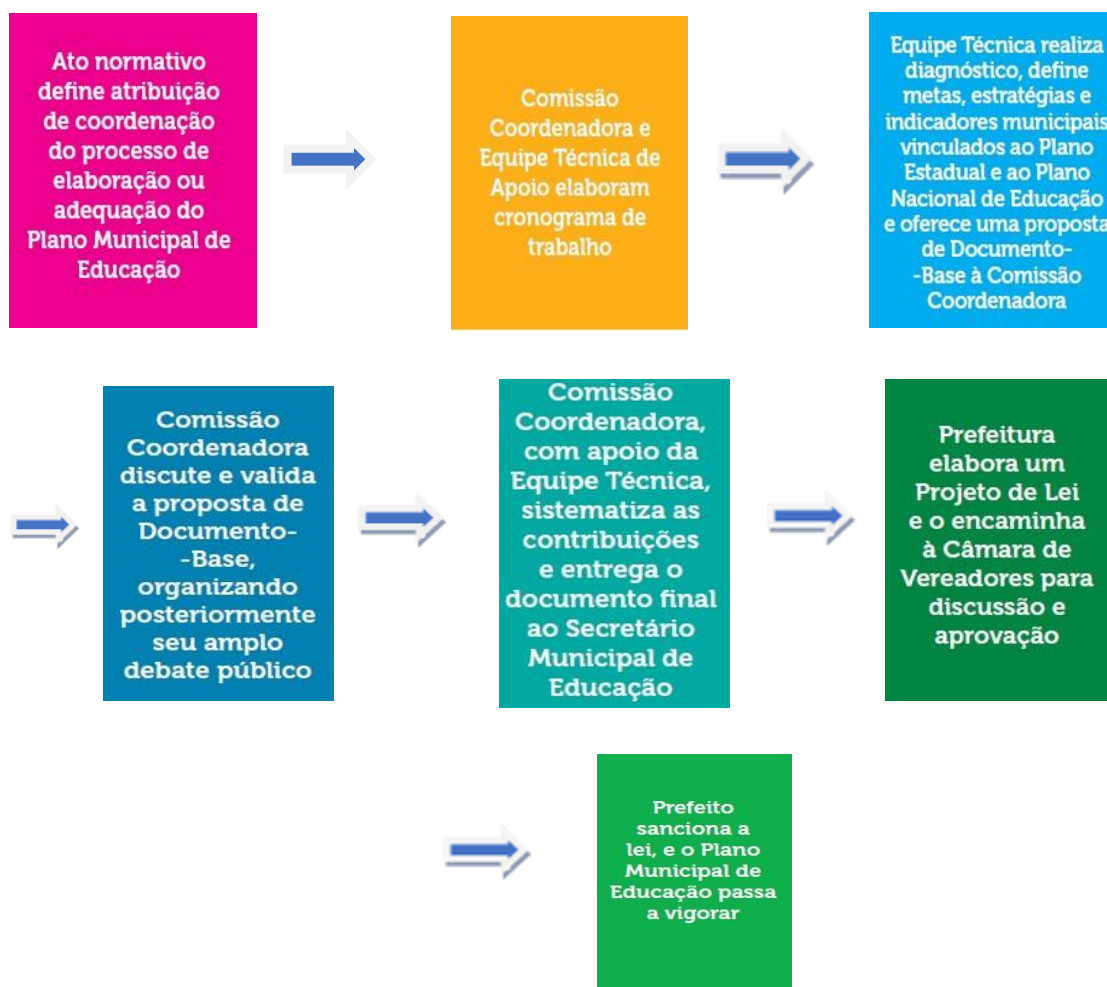 Ato normativo
define atribuição
de coordenação
do processo de
elaboração ou
adequação do
Plano Municipal de
Educação
Comissão
Coordenadora e
Equipe Técnica de
Apoio elaboram
cronograma de
trabalho
Equipe Técnica realiza
diagnóstico, define
metas, estratégias e
indicadores municipais
vinculados ao Plano
Estadual e ao Plano
Nacional de Educação
e oferece uma proposta
de Documento-
-Base à Comissão
Coordenadora
Comissão
Coordenadora
discute e valida
a proposta de
Documento-
-Base,
organizando
posteriormente
seu amplo
debate público
Comissão
Coordenadora,
com apoio da
Equipe Técnica,
sistematiza as
contribuições
e entrega o
documento final
ao Secretário
Municipal de
Educação
Prefeitura
elabora um
Projeto de Lei
e o encaminha
à Câmara de
Vereadores para
discussão e
aprovação
Prefeito
sanciona a
lei, e o Plano
Municipal de
Educação passa
a vigorar